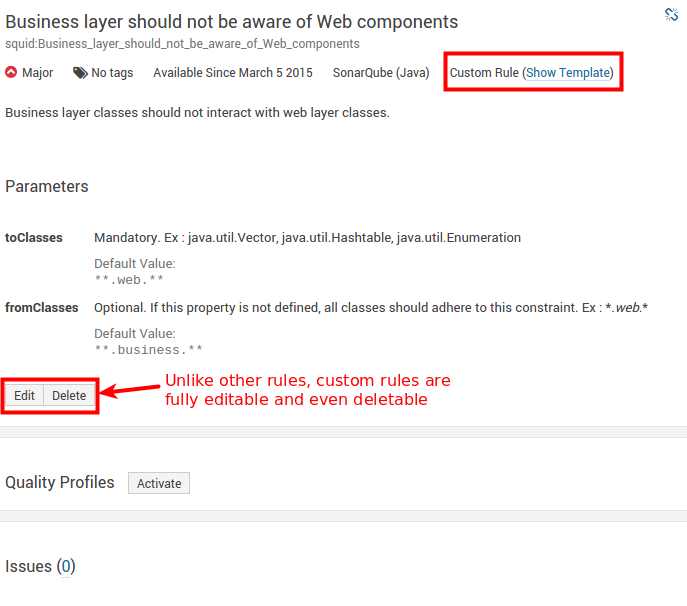 Business layer should not be aware of Web components
squid:Business_layer_should_not_be_aware_of_Web_components
Major No tags Available Since March 5 2015 SonarQube (Java) Custom Rule (Show Template)
Business layer classes should not interact with web layer classes.
Parameters
toClasses Mandatory. Ex : java.util.Vector, java.util.Hashtable, java.util.Enumeration
Default Value:
**.web.**
fromClasses Optional. If this property is not defined, all classes should adhere to this constraint. Ex : *.web.*
Default Value:
**.business.**
Unlike other rules, custom rules are
Edit Delete
fully editable and even deletable
Quality Profiles Activate
Issues (0)